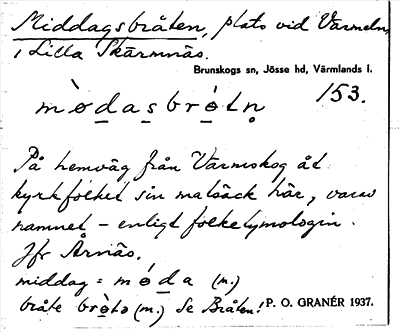 Middagsbråten, plats vid Värmeln
i Lilla Skärmnäs.
Brunskogs sn, Jösse hd, Värmlands l.
mødasbrøtn̥ 153.
På hemväg från Värmskog åt
kyrkfolket sin matsäck här, varav
namnet - enligt folketymologin.
Jfr Årnäs.
middag = møda (m.)
bråte brøtə (m.) Se Bråten! P. O. GRANÉR 1937.